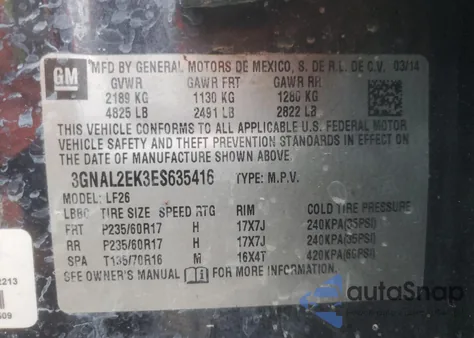 GM
MFD BY GENERAL MOTORS DE MEXICO, S. DE R.L. DE C.V. 03/14
GVWR GAWR FRT GAWR RR
2189 KG 1130 KG 1280 KG
4825 LB 2491 LB 2822 LB
THIS VEHICLE CONFORMS TO ALL APPLICABLE U.S. FEDERAL MOTOR
VEHICLE SAFETY AND THEFT PREVENTION STANDARDS IN EFFECT ON
THE DATE OF MANUFACTURE SHOWN ABOVE.
3GNAL2EK3ES635416 TYPE: M.P.V.
MODEL: LF26
TIRE SIZE SPEED RTG RIM COLD TIRE PRESSURE
FRT P235/60R17 H 17X7J 240KPA(35PSI)
RR P235/60R17 H 17X7J 240KPA(35PSI)
SPA T135/70R16 M 16X4T 420KPA(60PSI)
SEE OWNER'S MANUAL FOR MORE INFORMATION.
2213
609
autoSnap